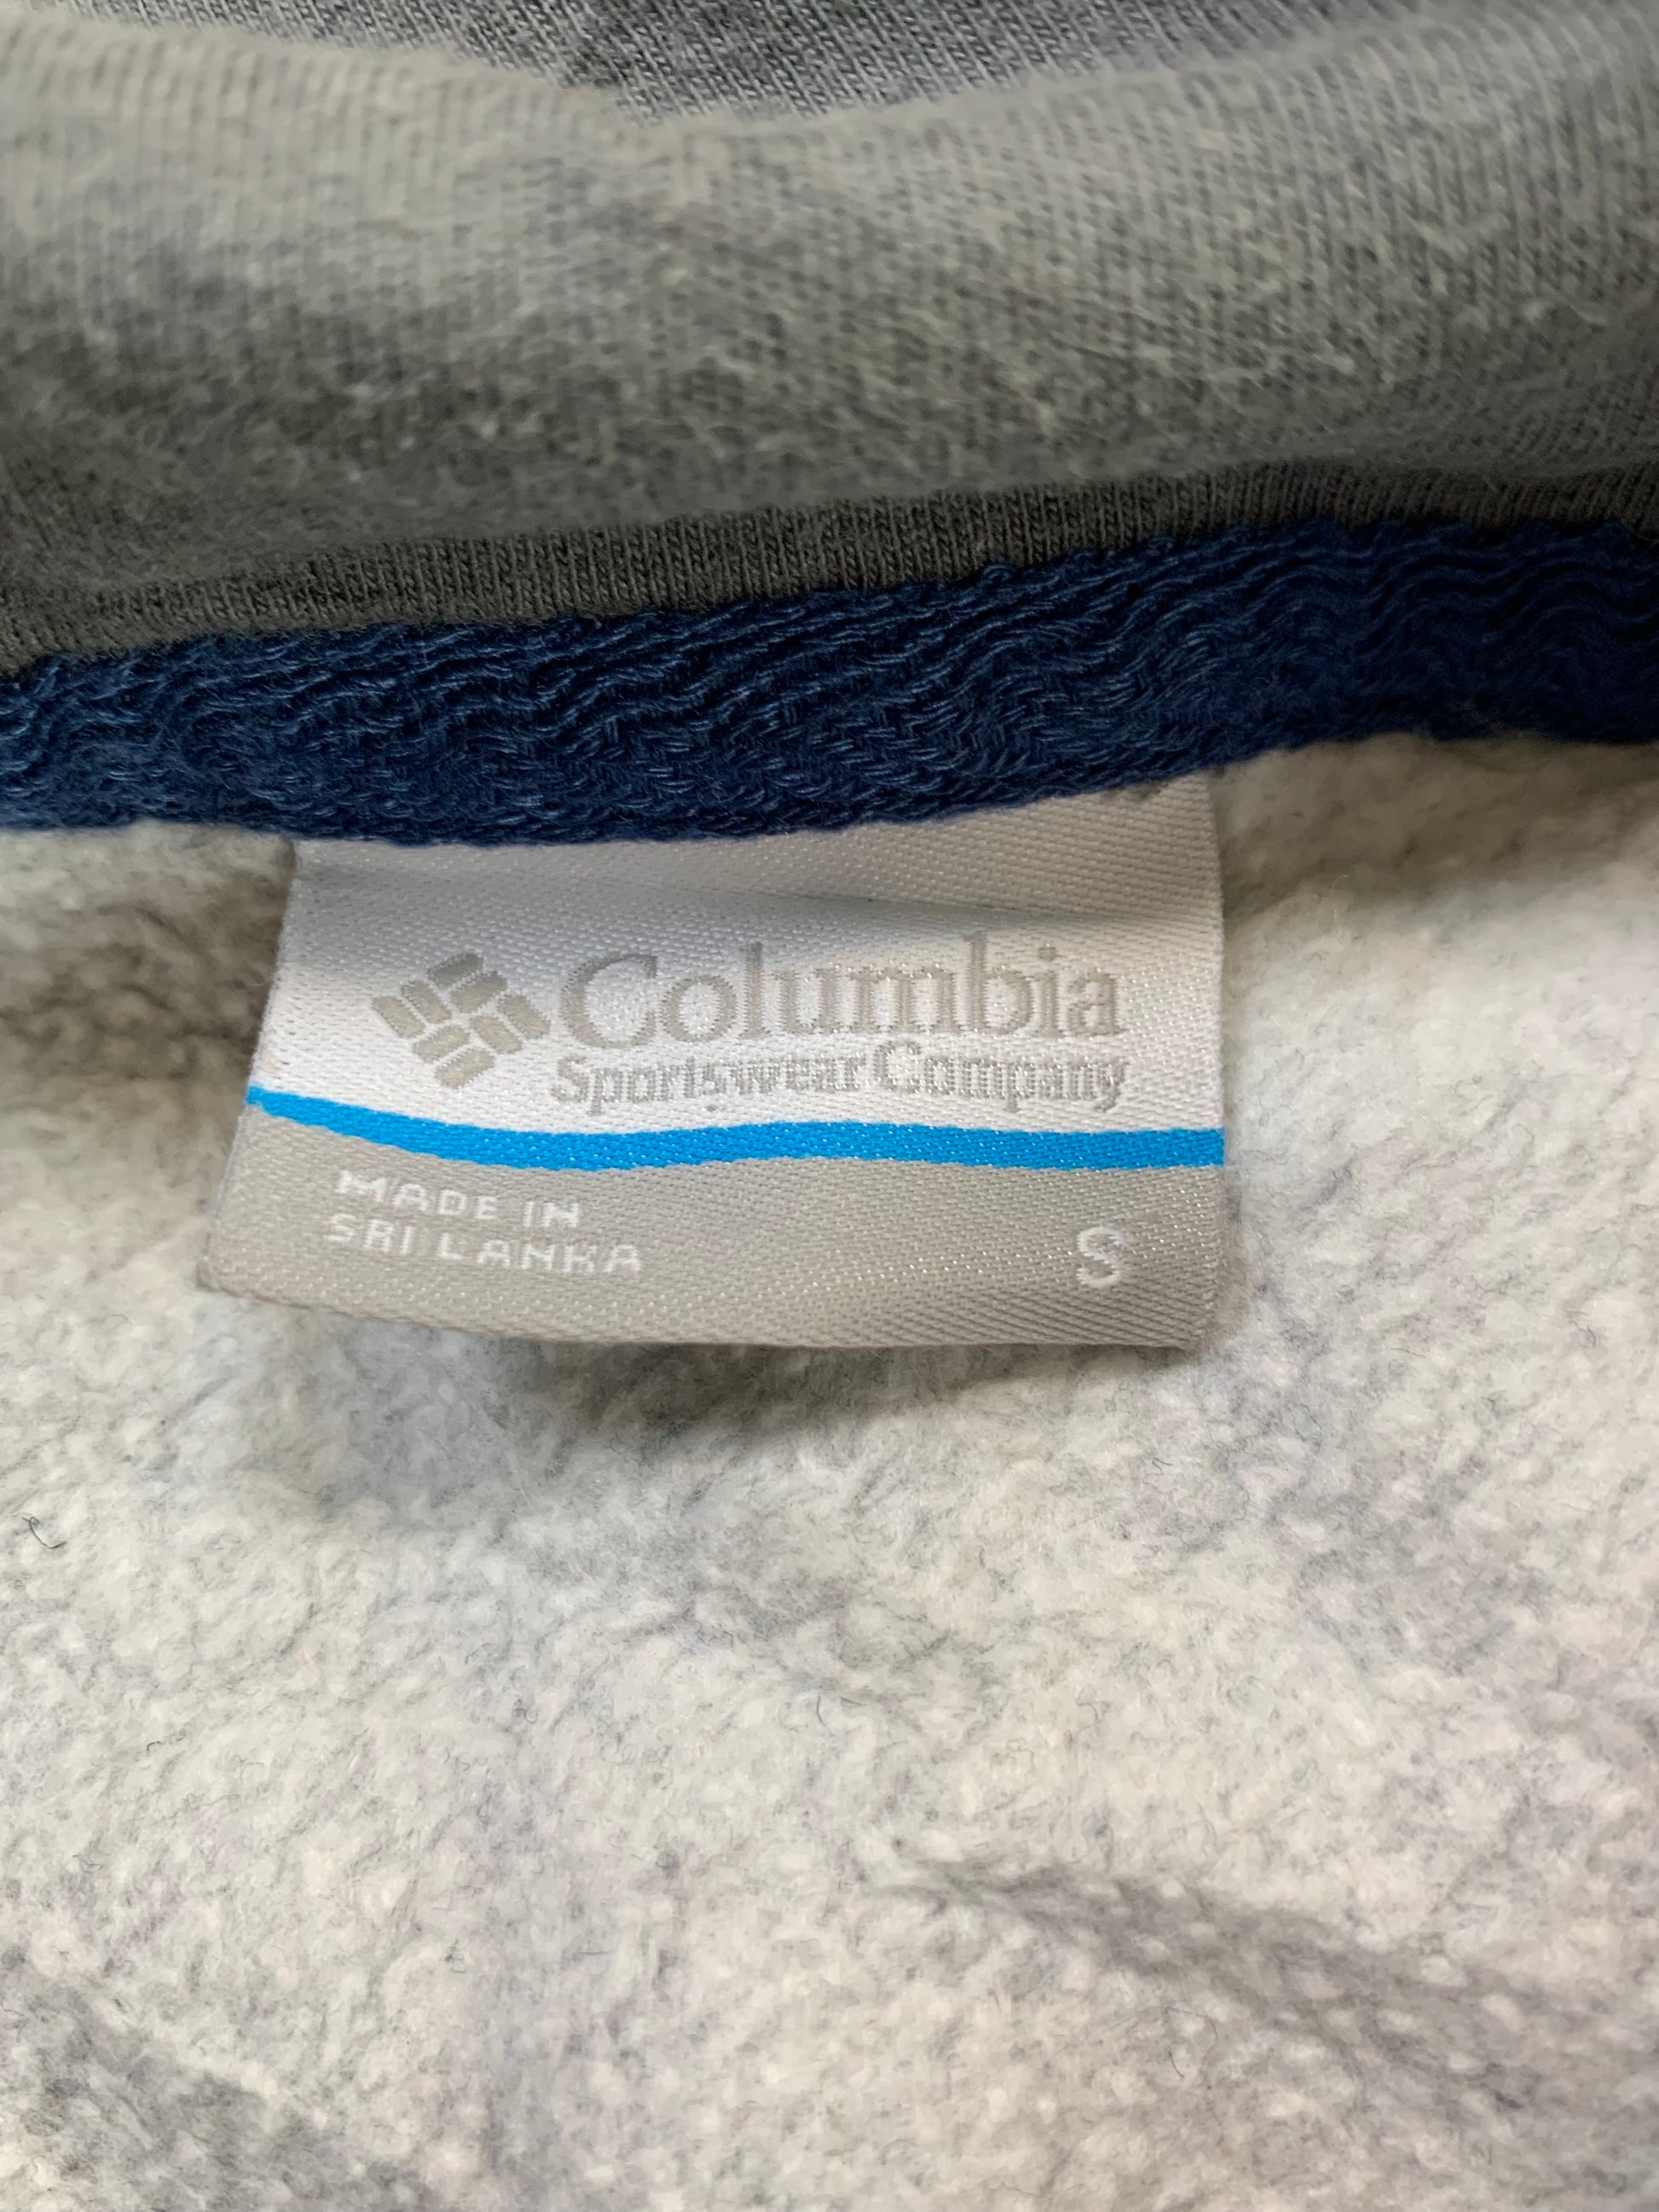 Columbia
Sportswear Company
MADE IN
SRI LANKA
S